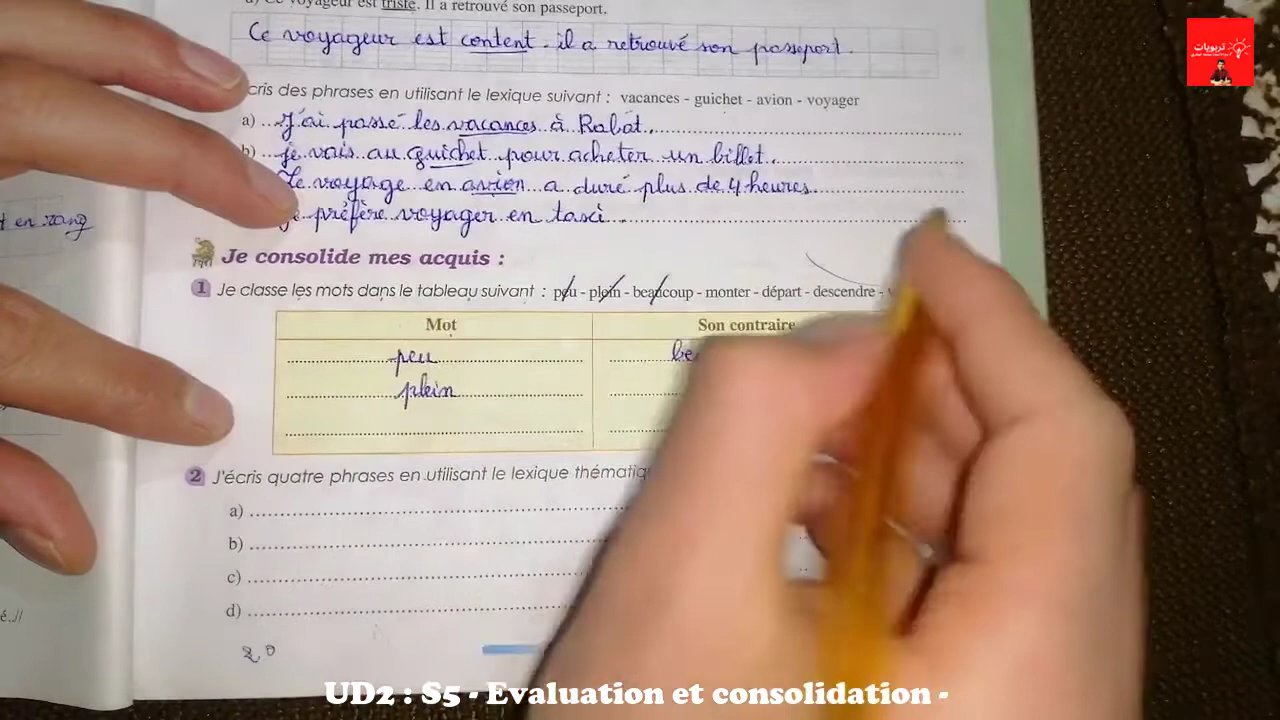 voyageur est triste. Il a retrouvé son passeport.
Ce voyageur est content. il a retrouvé son passeport.
cris des phrases en utilisant le lexique suivant : vacances - guichet - avion - voyager
a) J'ai passé les vacances à Rabat.
b) je vais au guichet pour acheter un billet.
Le voyage en avion a duré plus de 4 heures.
préfère voyager en taxi.
t en rang
Je consolide mes acquis :
1 Je classe les mots dans le tableau suivant : peu - plein - beaucoup - monter - départ - descendre -
Mot Son contraire
peu be
plein
2 J'écris quatre phrases en utilisant le lexique thématiq
a)
b)
c)
d)
é.//
UD2 : S5 - Evaluation et consolidation -
تربويات